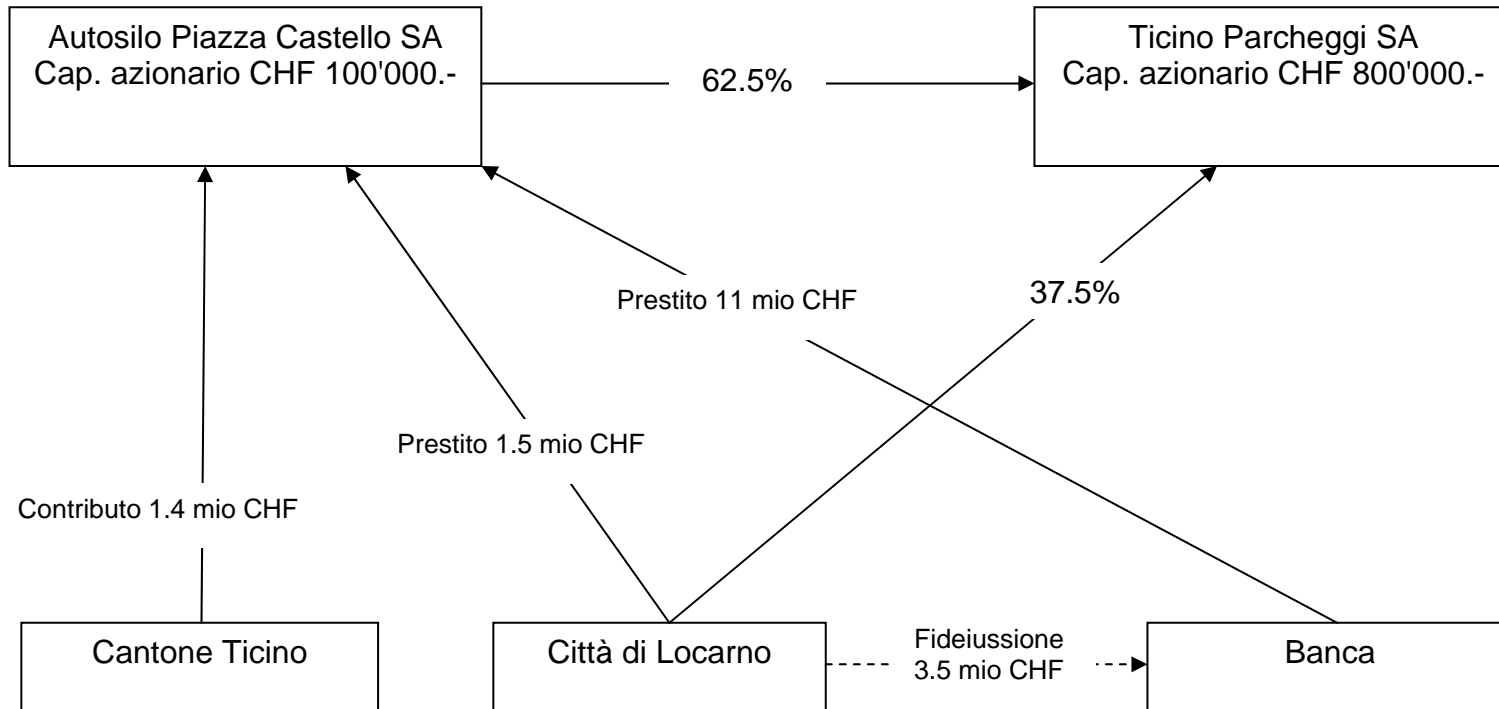 Autosilo Piazza Castello SA
Cap. azionario CHF 100'000.-
62.5%
Ticino Parcheggi SA
Cap. azionario CHF 800'000.-
Prestito 11 mio CHF
37.5%
Prestito 1.5 mio CHF
Contributo 1.4 mio CHF
Cantone Ticino
Città di Locarno
Fideiussione
3.5 mio CHF
Banca